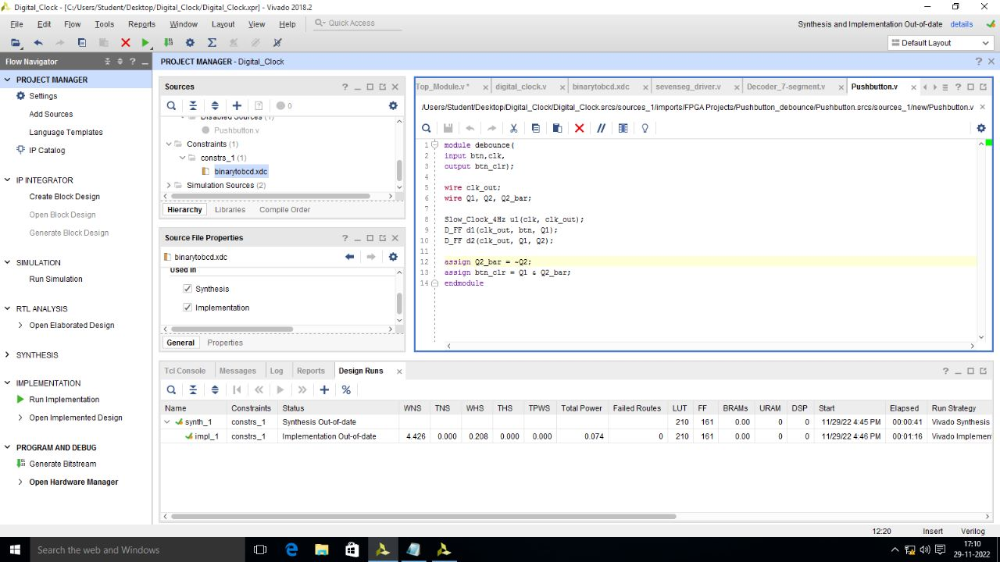 Digital_Clock - [C:/Users/Student/Desktop/Digital_Clock/Digital_Clock.xpr] - Vivado 2018.2
File Edit Flow Tools Reports Window Layout View Help Quick Access
Synthesis and Implementation Out-of-date details
Default Layout
Flow Navigator
PROJECT MANAGER - Digital_Clock
PROJECT MANAGER
Settings
Add Sources
Language Templates
IP Catalog
IP INTEGRATOR
Create Block Design
Open Block Design
Generate Block Design
SIMULATION
Run Simulation
RTL ANALYSIS
Open Elaborated Design
SYNTHESIS
IMPLEMENTATION
Run Implementation
Open Implemented Design
PROGRAM AND DEBUG
Generate Bitstream
Open Hardware Manager
Sources
0
Disabled Sources (1)
Pushbutton.v
Constraints (1)
constrs_1 (1)
binarytobcd.xdc
Simulation Sources (2)
Hierarchy Libraries Compile Order
Source File Properties
binarytobcd.xdc
Used In
Synthesis
Implementation
General Properties
Top_Module.v * digital_clock.v binarytobcd.xdc sevenseg_driver.v Decoder_7-segment.v Pushbutton.v
/Users/Student/Desktop/Digital_Clock/Digital_Clock.srcs/sources_1/imports/FPGA Projects/Pushbutton_debounce/Pushbutton.srcs/sources_1/new/Pushbutton.v
1 module debounce(
2 input btn,clk,
3 output btn_clr);
4
5 wire clk_out;
6 wire Q1, Q2, Q2_bar;
7
8 Slow_Clock_4Hz u1(clk, clk_out);
9 D_FF d1(clk_out, btn, Q1);
10 D_FF d2(clk_out, Q1, Q2);
11
12 assign Q2_bar = ~Q2;
13 assign btn_clr = Q1 & Q2_bar;
14 endmodule
Tcl Console Messages Log Reports Design Runs
Name Constraints Status WNS TNS WHS THS TPWS Total Power Failed Routes LUT FF BRAMs URAM DSP Start Elapsed Run Strategy
synth_1 constrs_1 Synthesis Out-of-date 210 161 0.00 0 0 11/29/22 4:45 PM 00:00:41 Vivado Synthesis
impl_1 constrs_1 Implementation Out-of-date 4.426 0.000 0.208 0.000 0.000 0.074 0 210 161 0.00 0 0 11/29/22 4:46 PM 00:01:16 Vivado Implemen
12:20 Insert Verilog
Search the web and Windows
17:10
29-11-2022